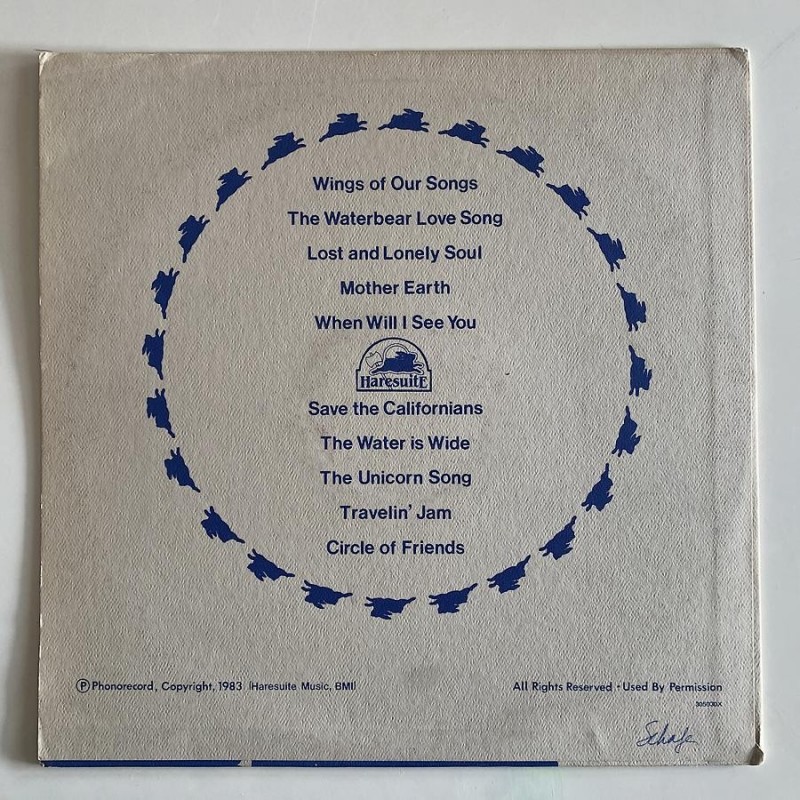 Wings of Our Songs
The Waterbear Love Song
Lost and Lonely Soul
Mother Earth
When Will I See You
Haresuite
Save the Californians
The Water is Wide
The Unicorn Song
Travelin' Jam
Circle of Friends
Ⓟ Phonorecord, Copyright, 1983 (Haresuite Music, BMI)
All Rights Reserved • Used By Permission